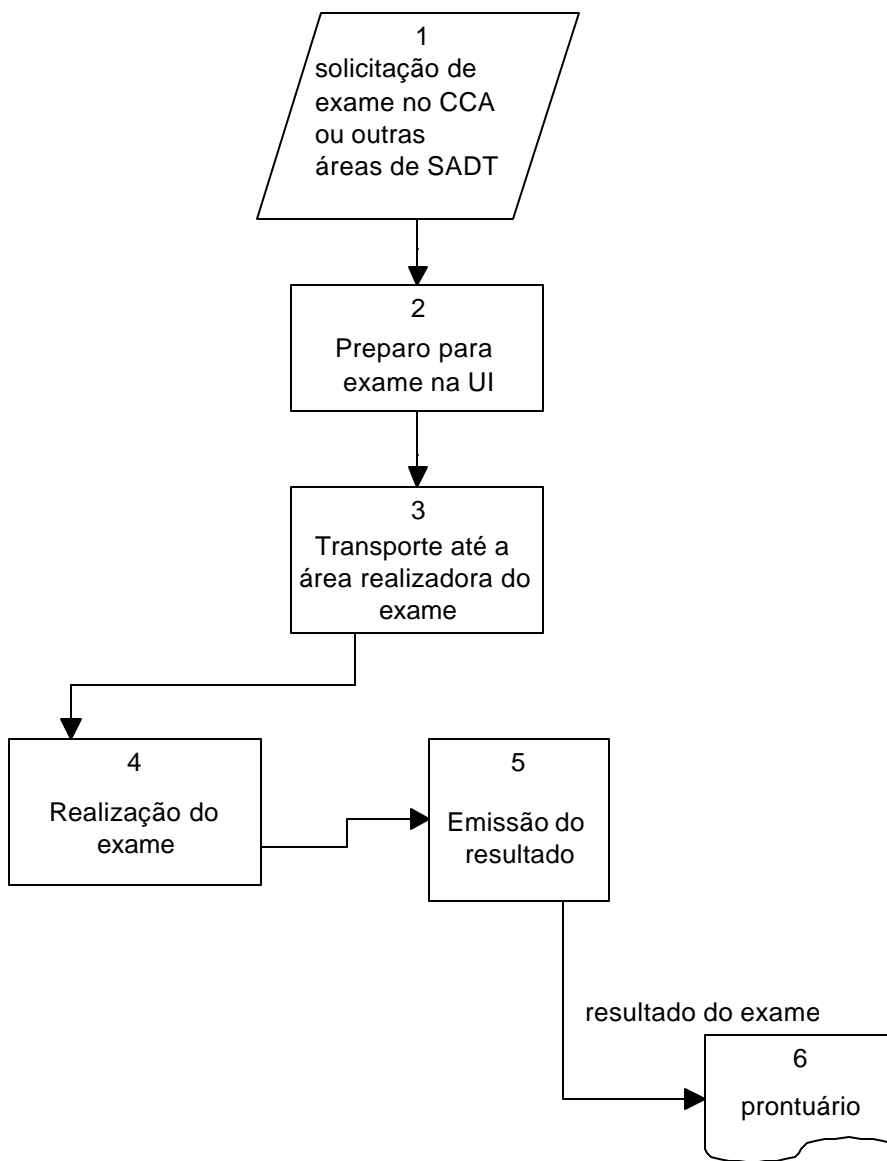 1
solicitação de
exame no CCA
ou outras
áreas de SADT
2
Preparo para
exame na UI
3
Transporte até a
área realizadora do
exame
4
Realização do
exame
5
Emissão do
resultado
resultado do exame
6
prontuário